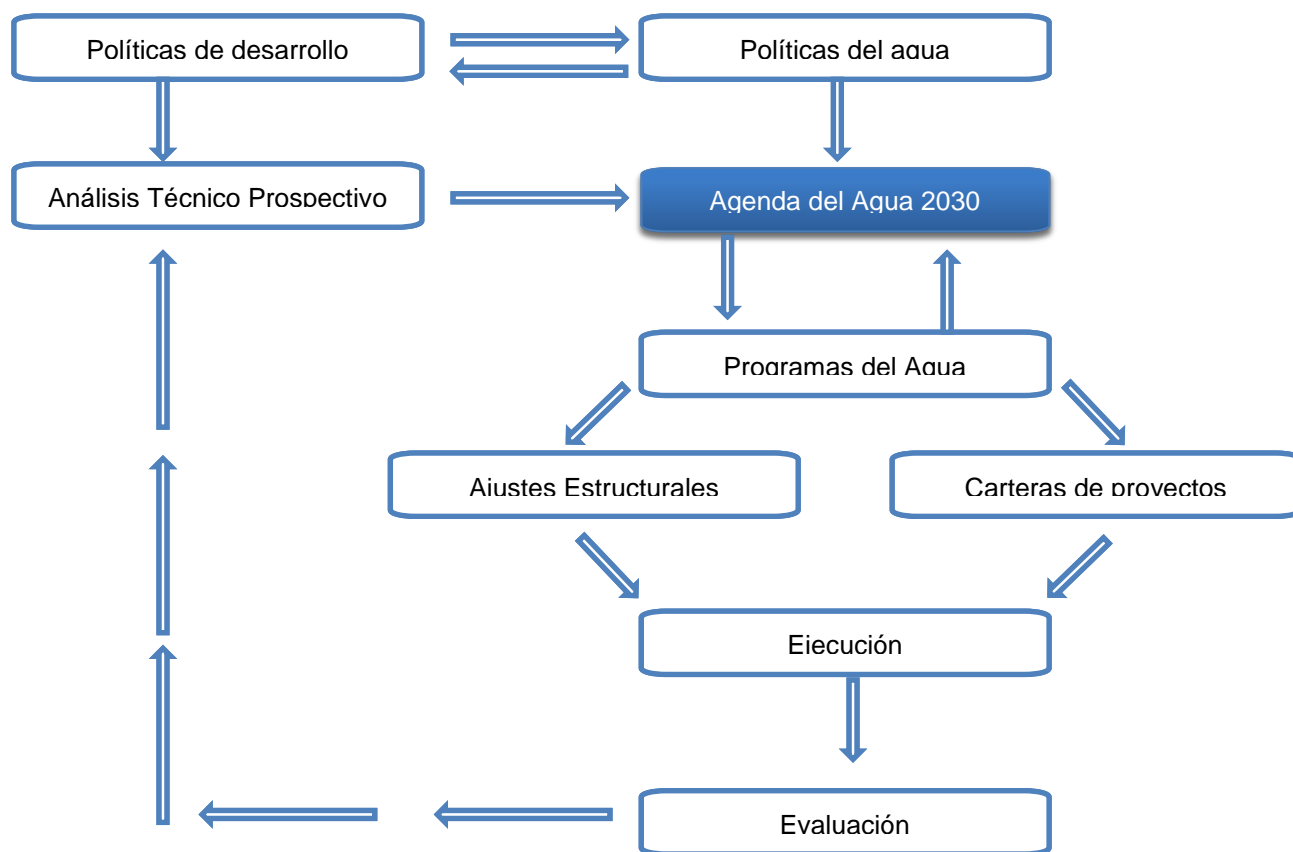 Políticas de desarrollo
Políticas del agua
Análisis Técnico Prospectivo
Agenda del Agua 2030
Programas del Agua
Ajustes Estructurales
Carteras de proyectos
Ejecución
Evaluación